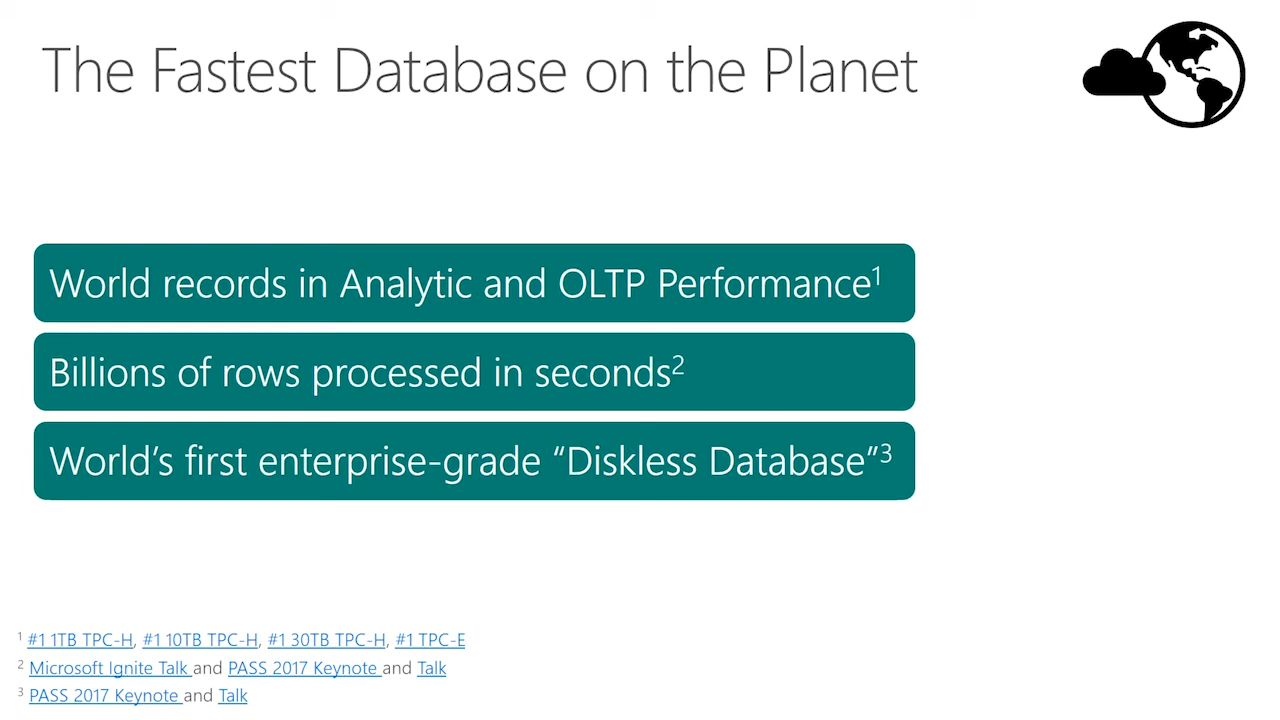 The Fastest Database on the Planet
World records in Analytic and OLTP Performance¹
Billions of rows processed in seconds²
World’s first enterprise-grade “Diskless Database”³
¹ #1 1TB TPC-H, #1 10TB TPC-H, #1 30TB TPC-H, #1 TPC-E
² Microsoft Ignite Talk and PASS 2017 Keynote and Talk
³ PASS 2017 Keynote and Talk